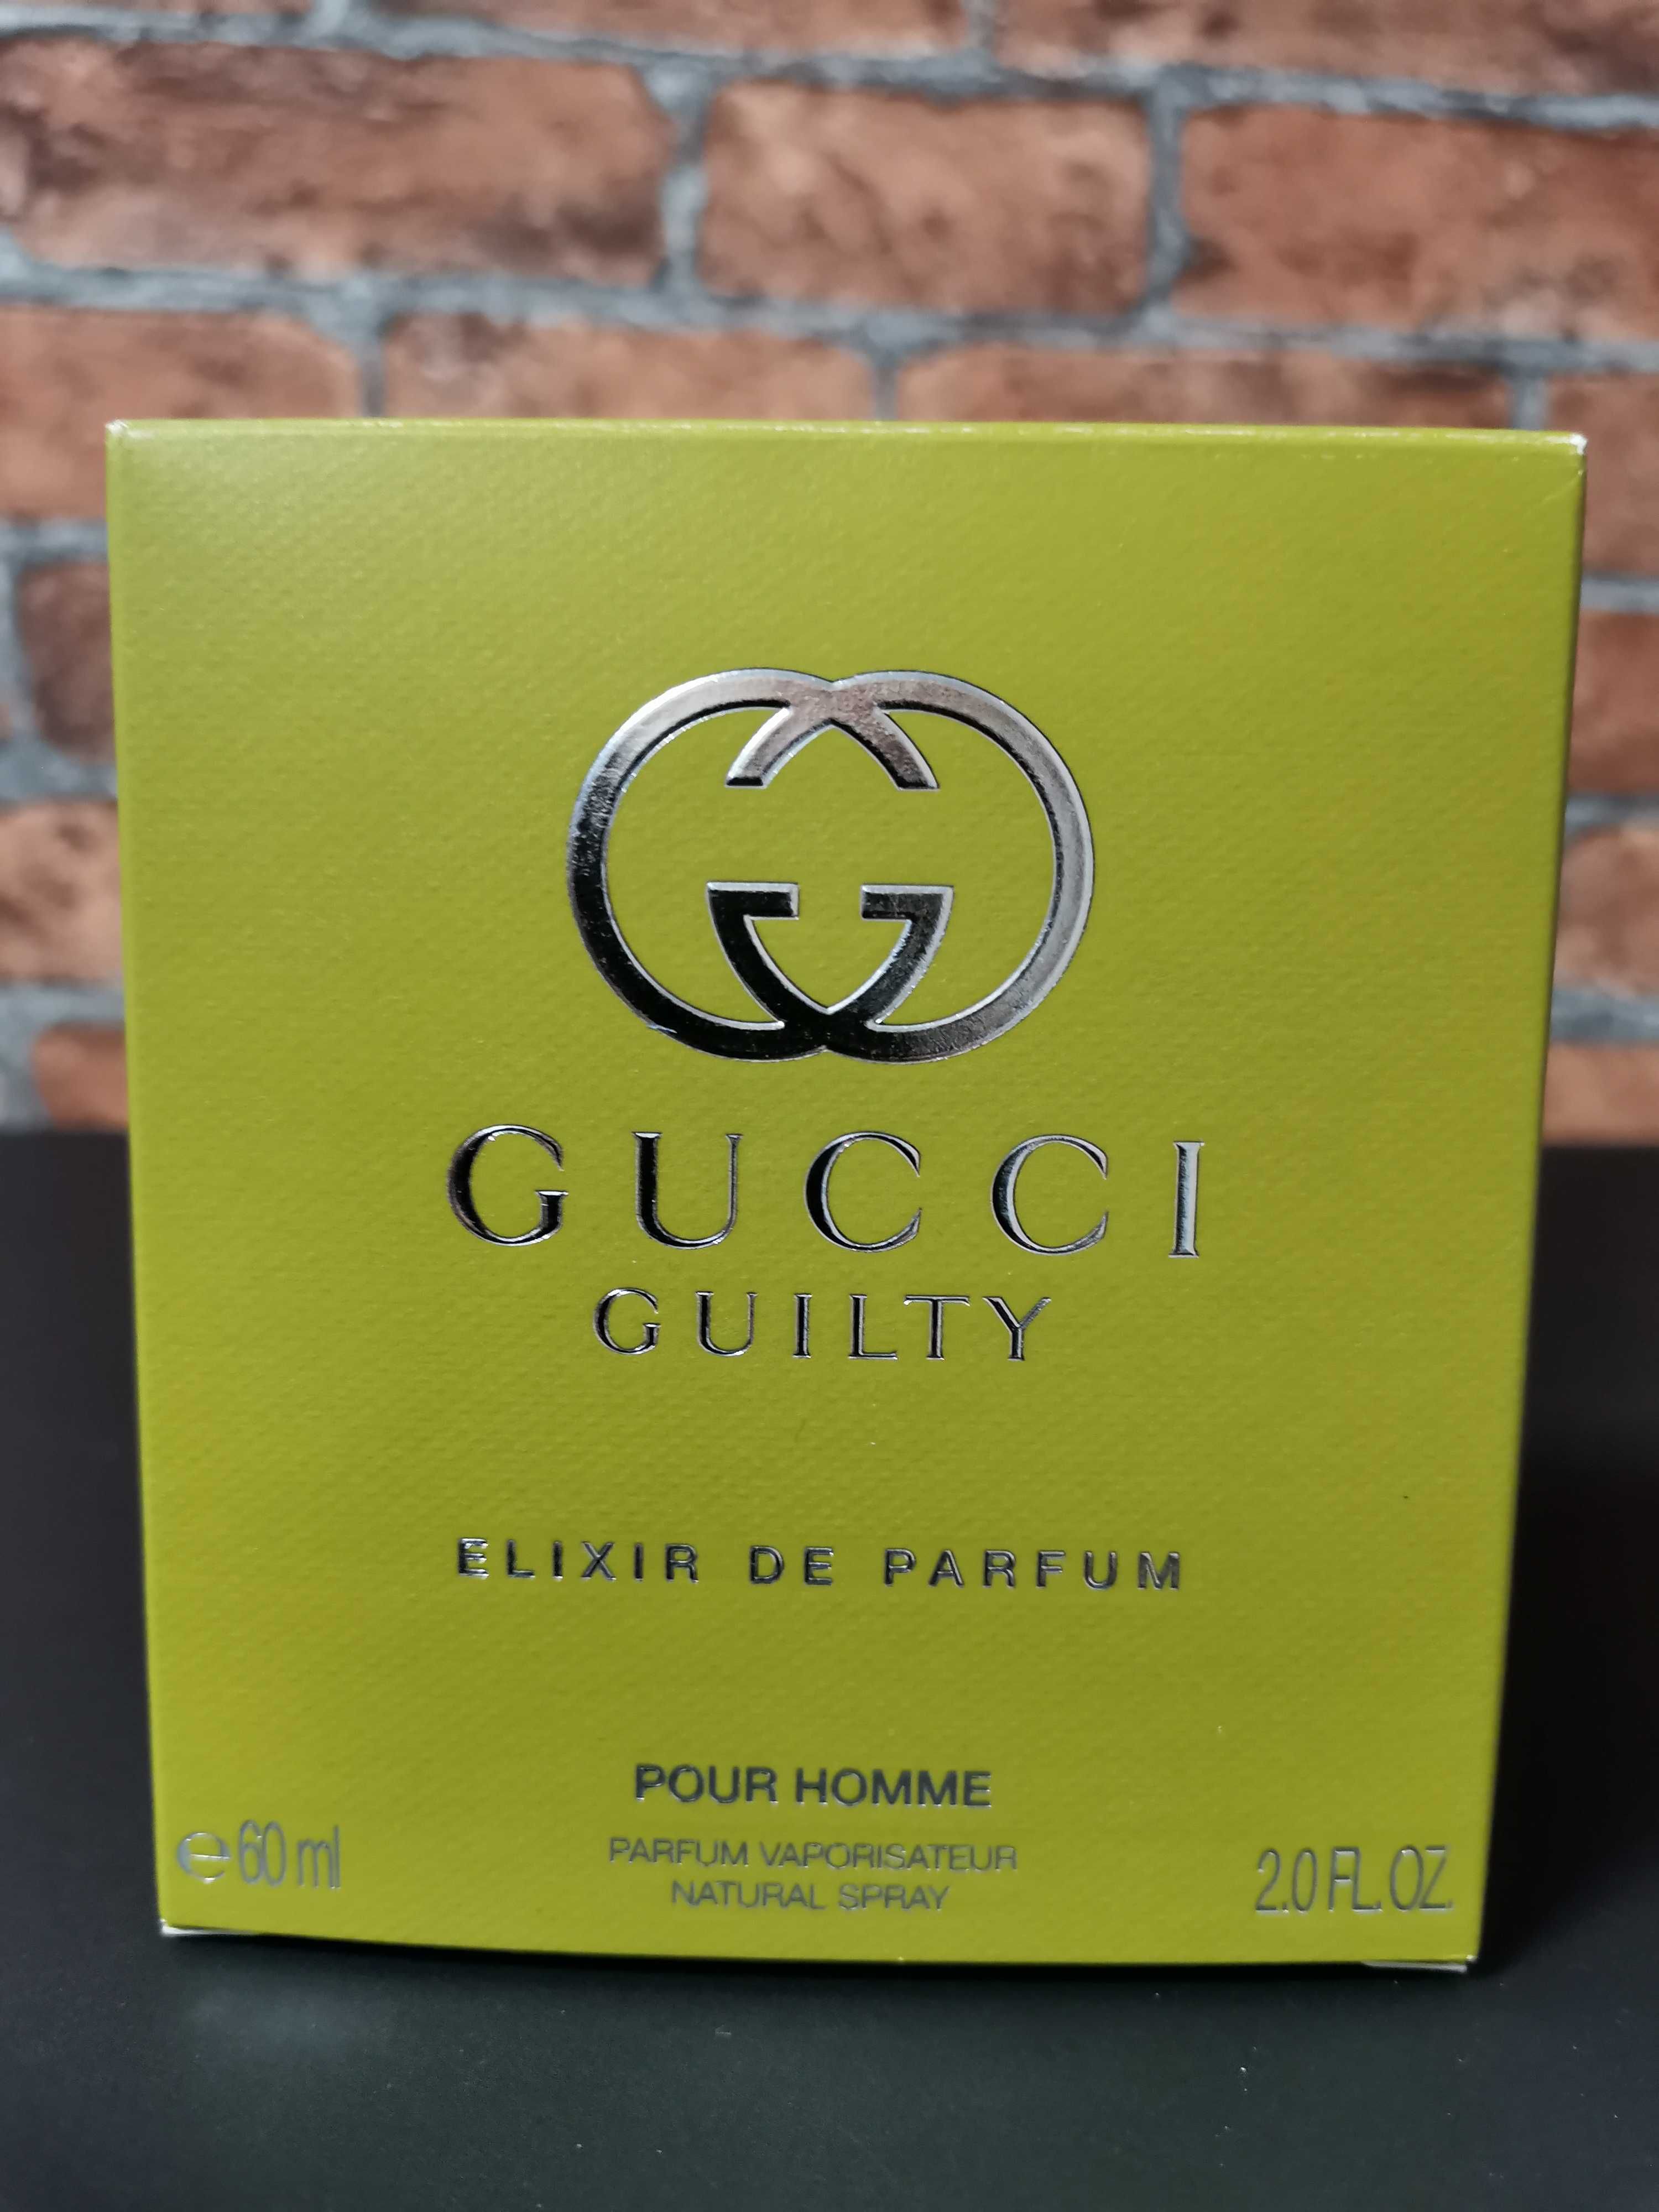 GUCCI
GUILTY
ELIXIR DE PARFUM
POUR HOMME
PARFUM VAPORISATEUR
NATURAL SPRAY
℮60 ml
2.0 FL.OZ.